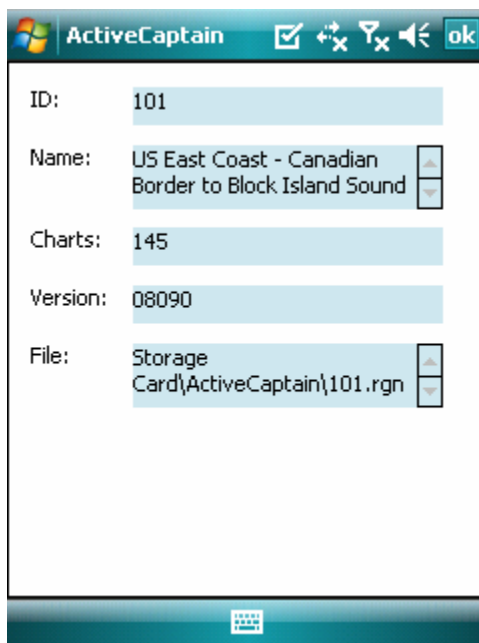 ActiveCaptain ok
ID: 101
Name: US East Coast - Canadian
Border to Block Island Sound
Charts: 145
Version: 08090
File: Storage
Card\ActiveCaptain\101.rgn